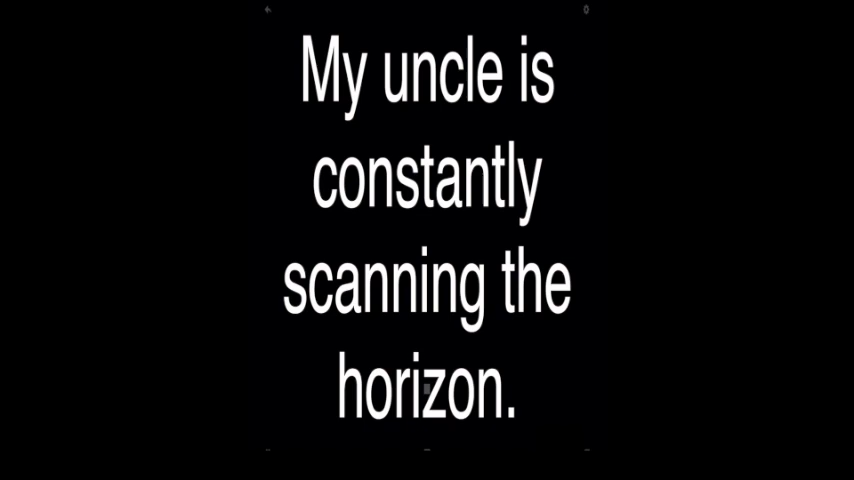 My uncle is
constantly
scanning the
horizon.